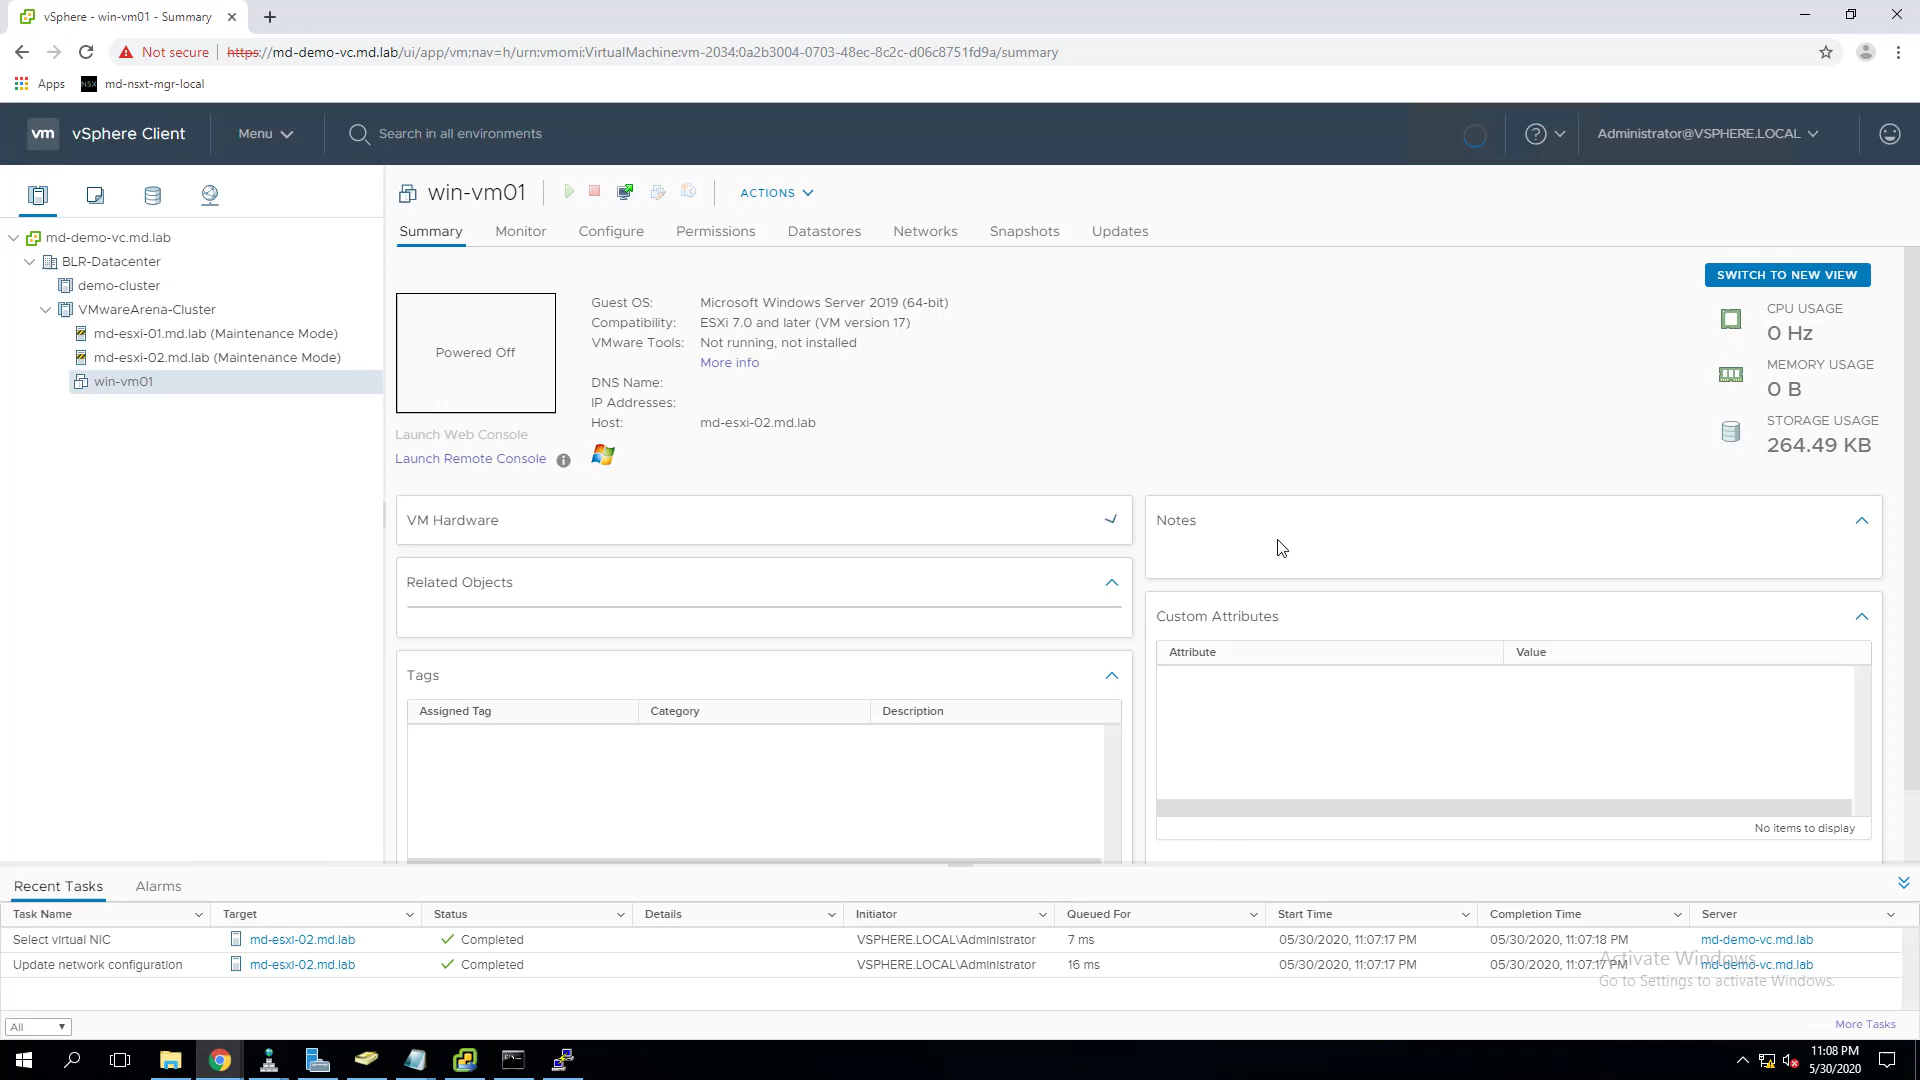 vSphere - win-vm01 - Summary
Not secure
https://md-demo-vc.md.lab/ui/app/vm;nav=h/urn:vmomi:VirtualMachine:vm-2034:0a2b3004-0703-48ec-8c2c-d06c8751fd9a/summary
Apps
NSX
md-nsxt-mgr-local
vm
vSphere Client
Menu
Search in all environments
?
Administrator@VSPHERE.LOCAL
win-vm01
ACTIONS
Summary
Monitor
Configure
Permissions
Datastores
Networks
Snapshots
Updates
md-demo-vc.md.lab
BLR-Datacenter
demo-cluster
VMwareArena-Cluster
md-esxi-01.md.lab (Maintenance Mode)
md-esxi-02.md.lab (Maintenance Mode)
win-vm01
Powered Off
Launch Web Console
Launch Remote Console
Guest OS: Microsoft Windows Server 2019 (64-bit)
Compatibility: ESXi 7.0 and later (VM version 17)
VMware Tools: Not running, not installed
More info
DNS Name:
IP Addresses:
Host: md-esxi-02.md.lab
SWITCH TO NEW VIEW
CPU USAGE
0 Hz
MEMORY USAGE
0 B
STORAGE USAGE
264.49 KB
VM Hardware
Related Objects
Tags
Assigned Tag Category Description
Notes
Custom Attributes
Attribute Value
No items to display
Recent Tasks
Alarms
Task Name Target Status Details Initiator Queued For Start Time Completion Time Server
Select virtual NIC md-esxi-02.md.lab Completed VSPHERE.LOCAL\Administrator 7 ms 05/30/2020, 11:07:17 PM 05/30/2020, 11:07:18 PM md-demo-vc.md.lab
Update network configuration md-esxi-02.md.lab Completed VSPHERE.LOCAL\Administrator 16 ms 05/30/2020, 11:07:17 PM 05/30/2020, 11:07:17 PM md-demo-vc.md.lab
Activate Windows
Go to Settings to activate Windows.
All
More Tasks
11:08 PM
5/30/2020